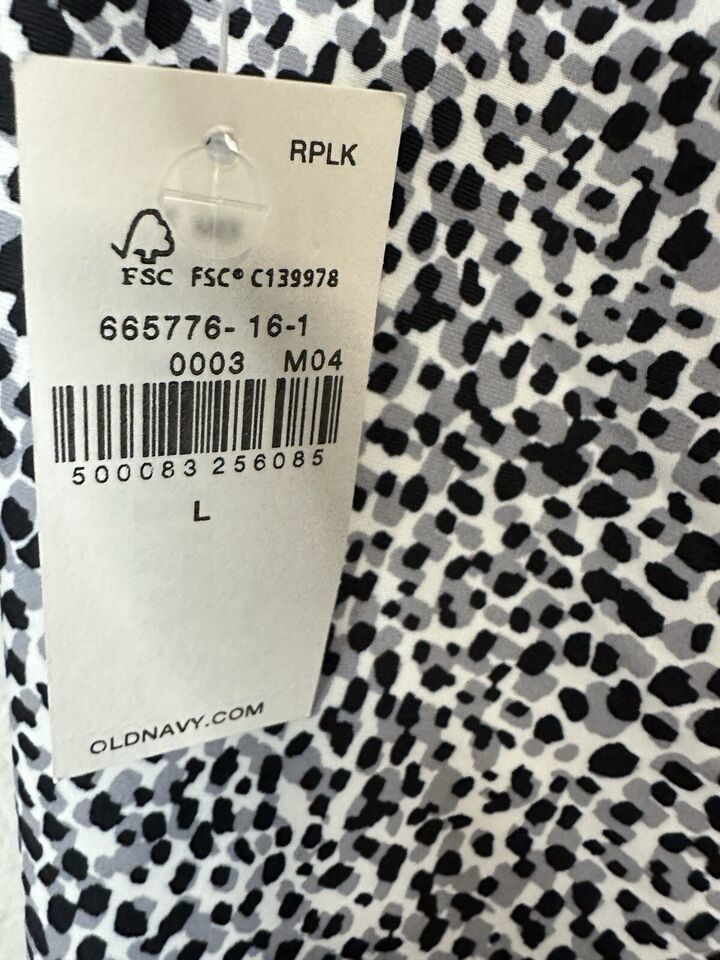 RPLK
FSC FSC® C139978
665776- 16-1
0003 M04
500083 256085
L
OLDNAVY.COM